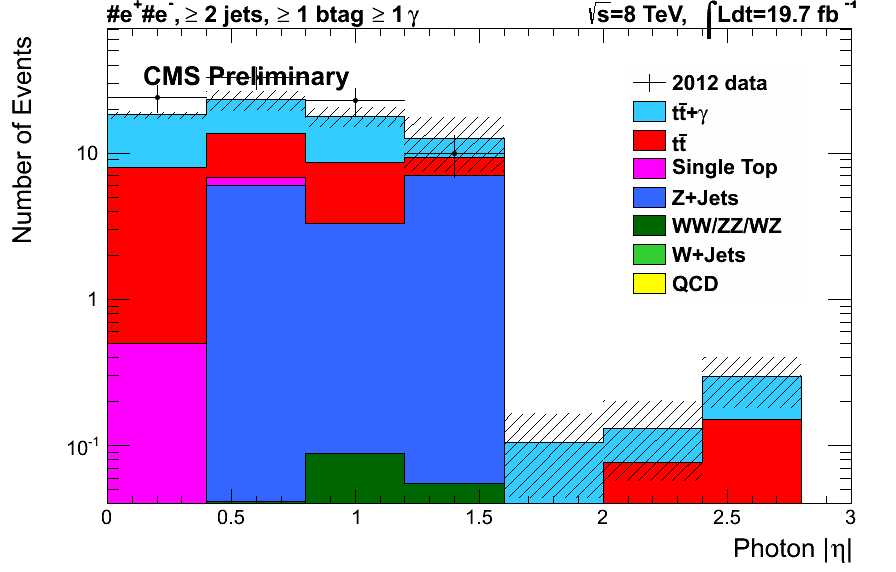 #e⁺#e⁻, ≥ 2 jets, ≥ 1 btag ≥ 1 γ
√s=8 TeV, ∫Ldt=19.7 fb⁻¹
CMS Preliminary
2012 data
tt̄+γ
tt̄
Single Top
Z+Jets
WW/ZZ/WZ
W+Jets
QCD
Number of Events
10
1
10⁻¹
0 0.5 1 1.5 2 2.5 3
Photon |η|